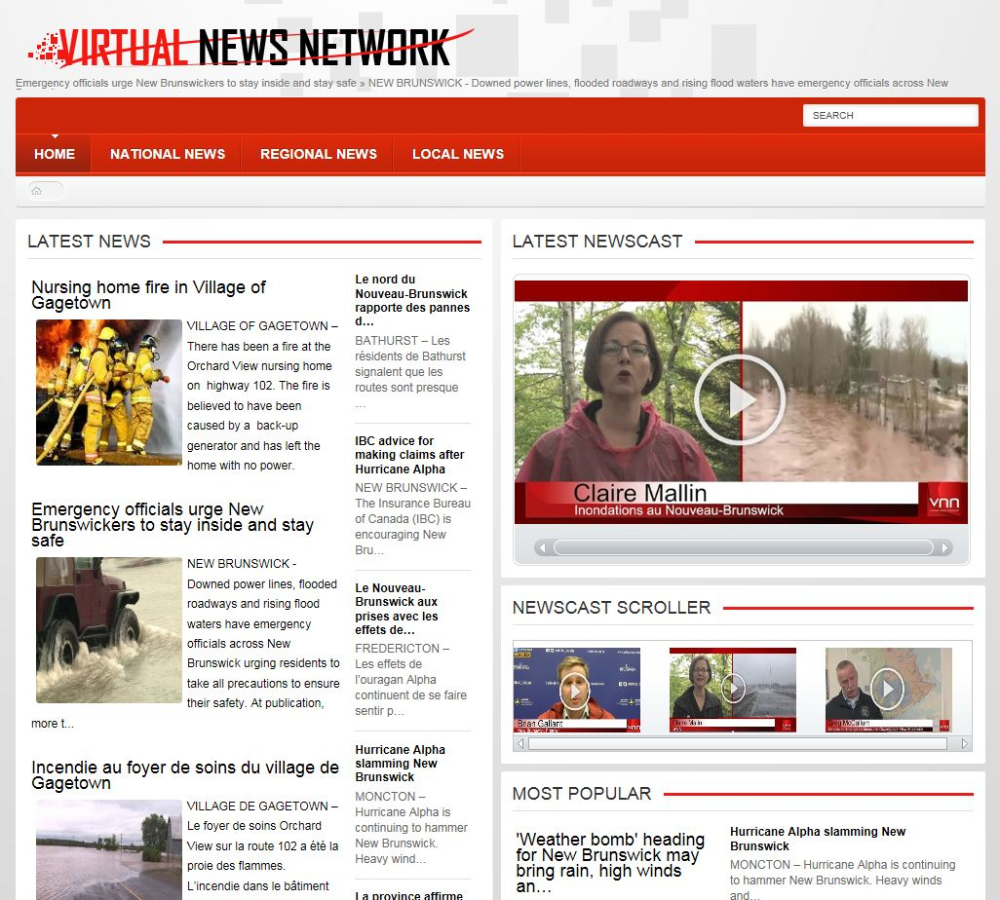 VIRTUAL NEWS NETWORK
Emergency officials urge New Brunswickers to stay inside and stay safe » NEW BRUNSWICK - Downed power lines, flooded roadways and rising flood waters have emergency officials across New
SEARCH
HOME NATIONAL NEWS REGIONAL NEWS LOCAL NEWS
LATEST NEWS
Nursing home fire in Village of
Gagetown
VILLAGE OF GAGETOWN –
There has been a fire at the
Orchard View nursing home
on highway 102. The fire is
believed to have been
caused by a back-up
generator and has left the
home with no power.
Emergency officials urge New
Brunswickers to stay inside and stay
safe
NEW BRUNSWICK -
Downed power lines, flooded
roadways and rising flood
waters have emergency
officials across New
Brunswick urging residents to
take all precautions to ensure
their safety. At publication,
more t...
Incendie au foyer de soins du village de
Gagetown
VILLAGE DE GAGETOWN –
Le foyer de soins Orchard
View sur la route 102 a été la
proie des flammes.
L'incendie dans le bâtiment
Le nord du
Nouveau-Brunswick
rapporte des pannes
d…
BATHURST – Les
résidents de Bathurst
signalent que les
routes sont presque
…
IBC advice for
making claims after
Hurricane Alpha
NEW BRUNSWICK –
The Insurance Bureau
of Canada (IBC) is
encouraging New
Bru…
Le Nouveau-
Brunswick aux
prises avec les
effets de…
FREDERICTON –
Les effets de
l'ouragan Alpha
continuent de se faire
sentir p…
Hurricane Alpha
slamming New
Brunswick
MONCTON –
Hurricane Alpha is
continuing to hammer
New Brunswick.
Heavy wind…
La province affirme
LATEST NEWSCAST
Claire Mallin
Inondations au Nouveau-Brunswick
vnn
NEWSCAST SCROLLER
Brian Gallant
vnn
Claire Mallin
Greg McCallum
MOST POPULAR
'Weather bomb' heading
for New Brunswick may
bring rain, high winds
an…
Hurricane Alpha slamming New
Brunswick
MONCTON – Hurricane Alpha is continuing
to hammer New Brunswick. Heavy winds
and…